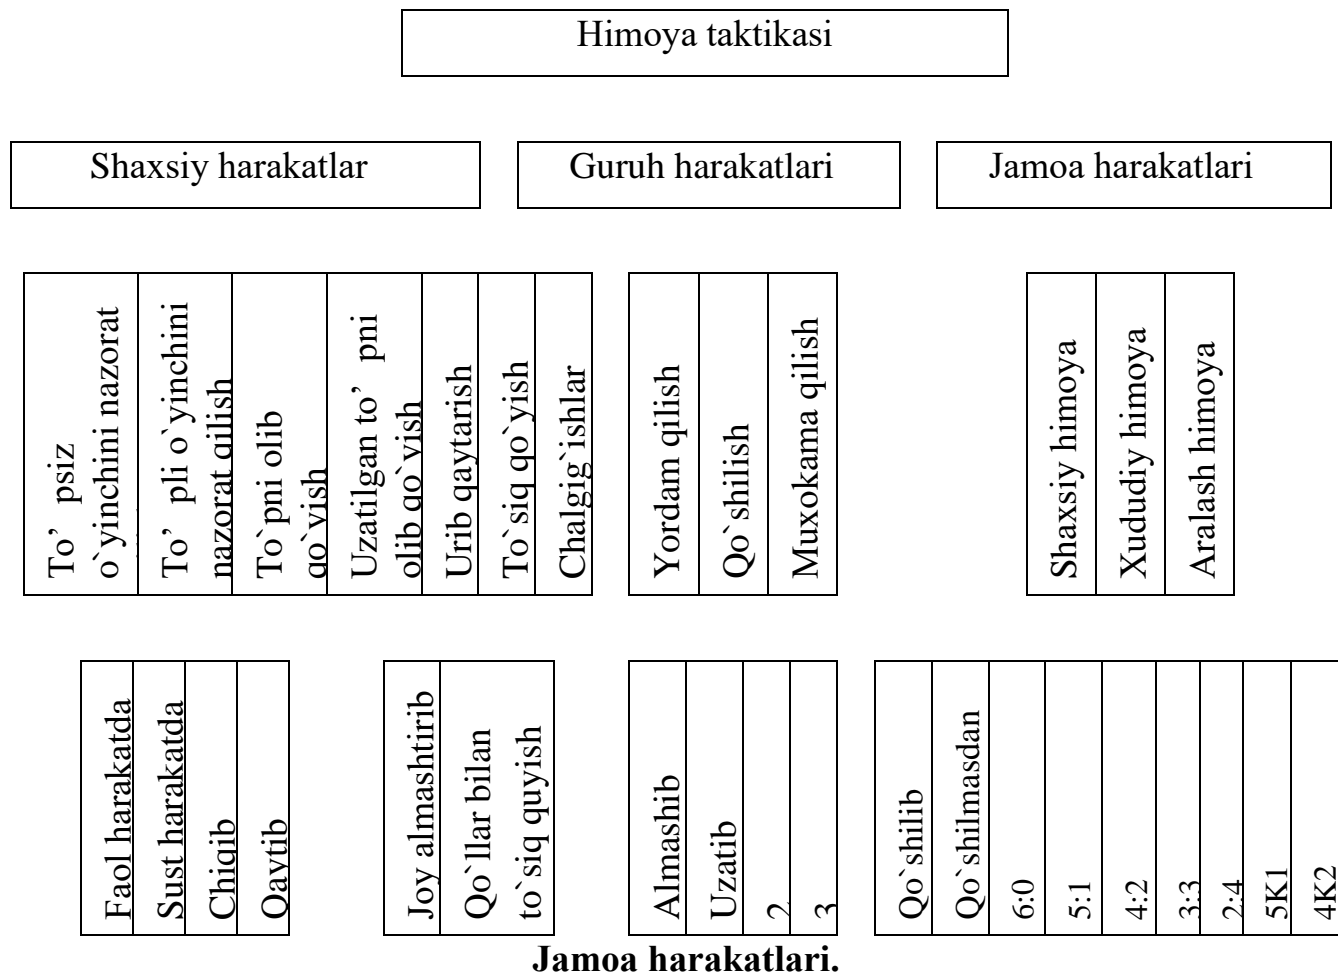 Himoya taktikasi
Shaxsiy harakatlar
Guruh harakatlari
Jamoa harakatlari
To’ psiz
o`yinchini nazorat
To’ pli o`yinchini
nazorat qilish
To`pni olib
qo`yish
Uzatilgan to’ pni
olib qo`yish
Urib qaytarish
To`siq qo`yish
Chalgig`ishlar
Yordam qilish
Qo`shilish
Muxokama qilish
Shaxsiy himoya
Xududiy himoya
Aralash himoya
Faol harakatda
Sust harakatda
Chiqib
Qaytib
Joy almashtirib
Qo`llar bilan
to`siq quyish
Almashib
Uzatib
2
3
Qo`shilib
Qo`shilmasdan
6:0
5:1
4:2
3:3
2:4
5K1
4K2
Jamoa harakatlari.